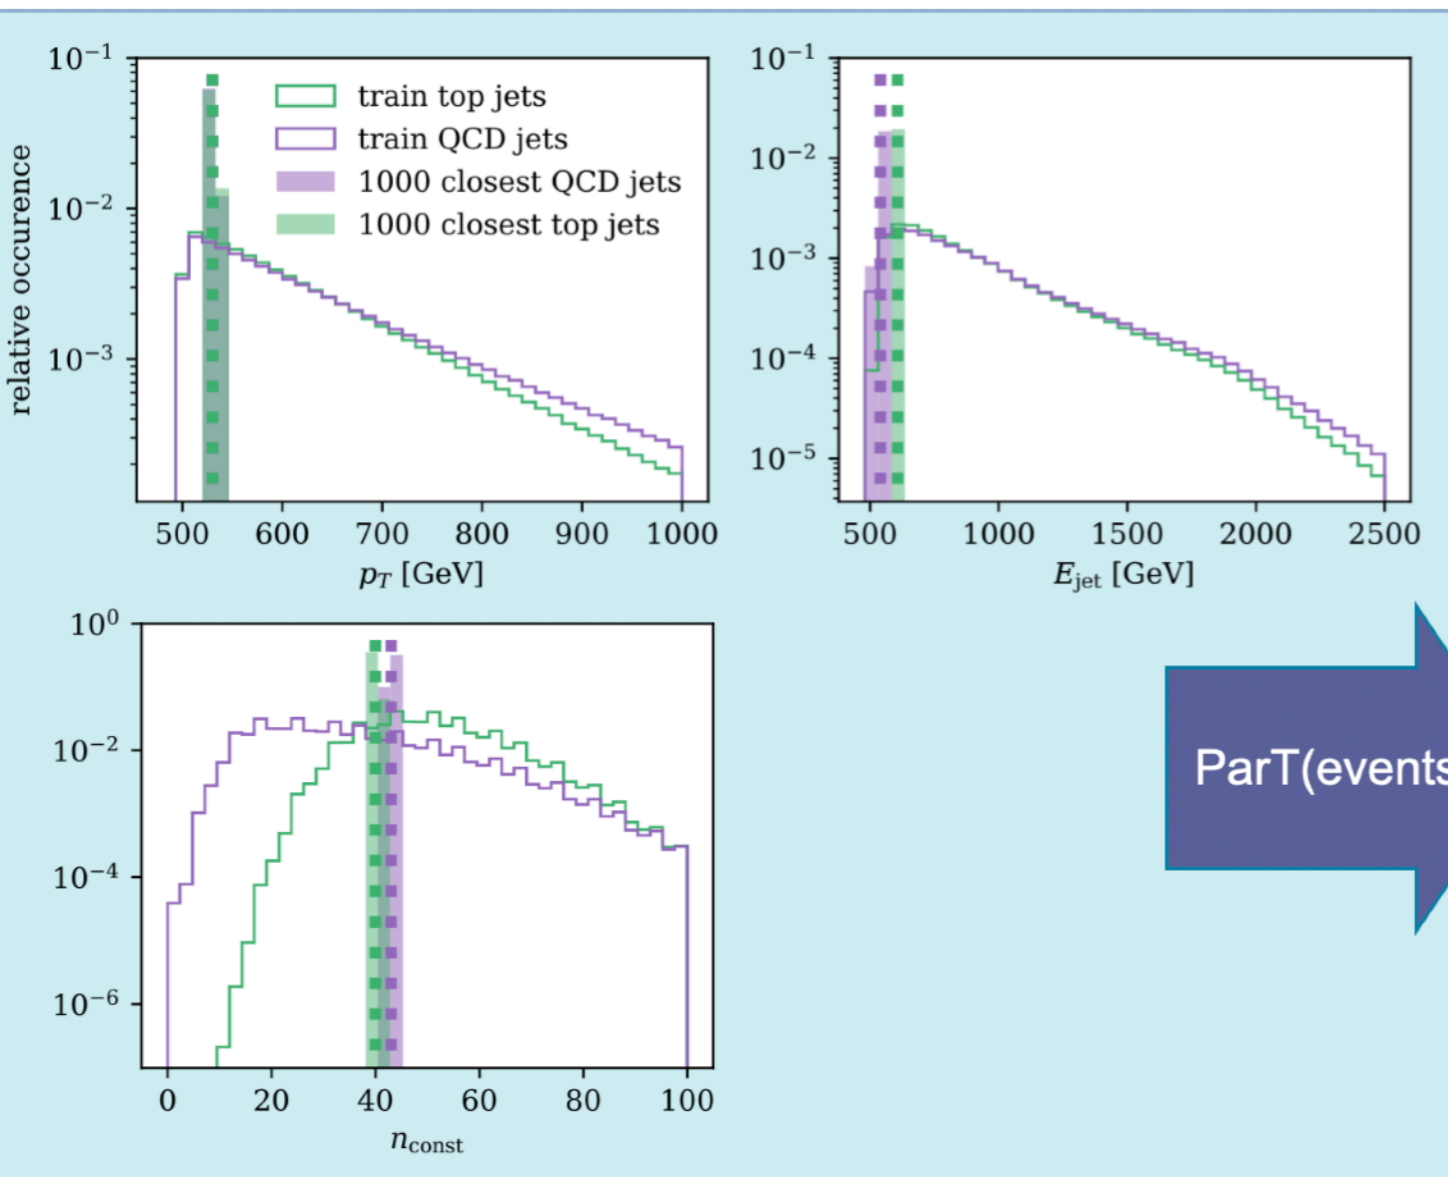 10⁻¹
10⁻²
10⁻³
relative occurence
train top jets
train QCD jets
1000 closest QCD jets
1000 closest top jets
500 600 700 800 900 1000
p_T [GeV]
10⁻¹
10⁻²
10⁻³
10⁻⁴
10⁻⁵
500 1000 1500 2000 2500
E_jet [GeV]
10⁰
10⁻²
10⁻⁴
10⁻⁶
0 20 40 60 80 100
n_const
ParT(events